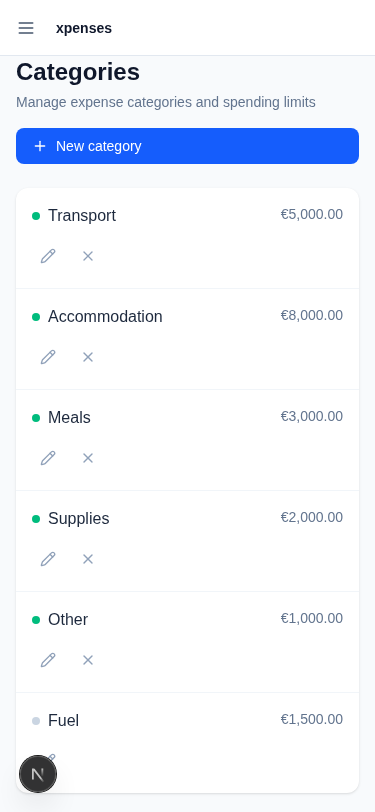 xpenses
Categories
Manage expense categories and spending limits
New category
Transport €5,000.00
Accommodation €8,000.00
Meals €3,000.00
Supplies €2,000.00
Other €1,000.00
Fuel €1,500.00
N